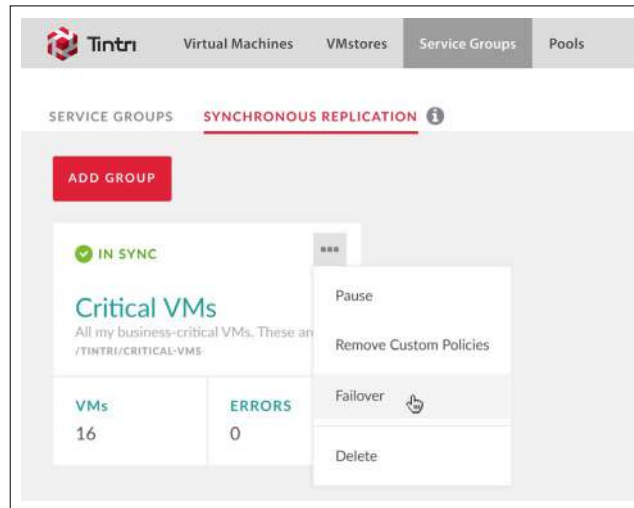 Tintri Virtual Machines VMstores Service Groups Pools
SERVICE GROUPS SYNCHRONOUS REPLICATION i
ADD GROUP
IN SYNC
Critical VMs
All my business-critical VMs. These are
/TINTRI/CRITICAL-VMS
VMs ERRORS
16 0
Pause
Remove Custom Policies
Failover
Delete